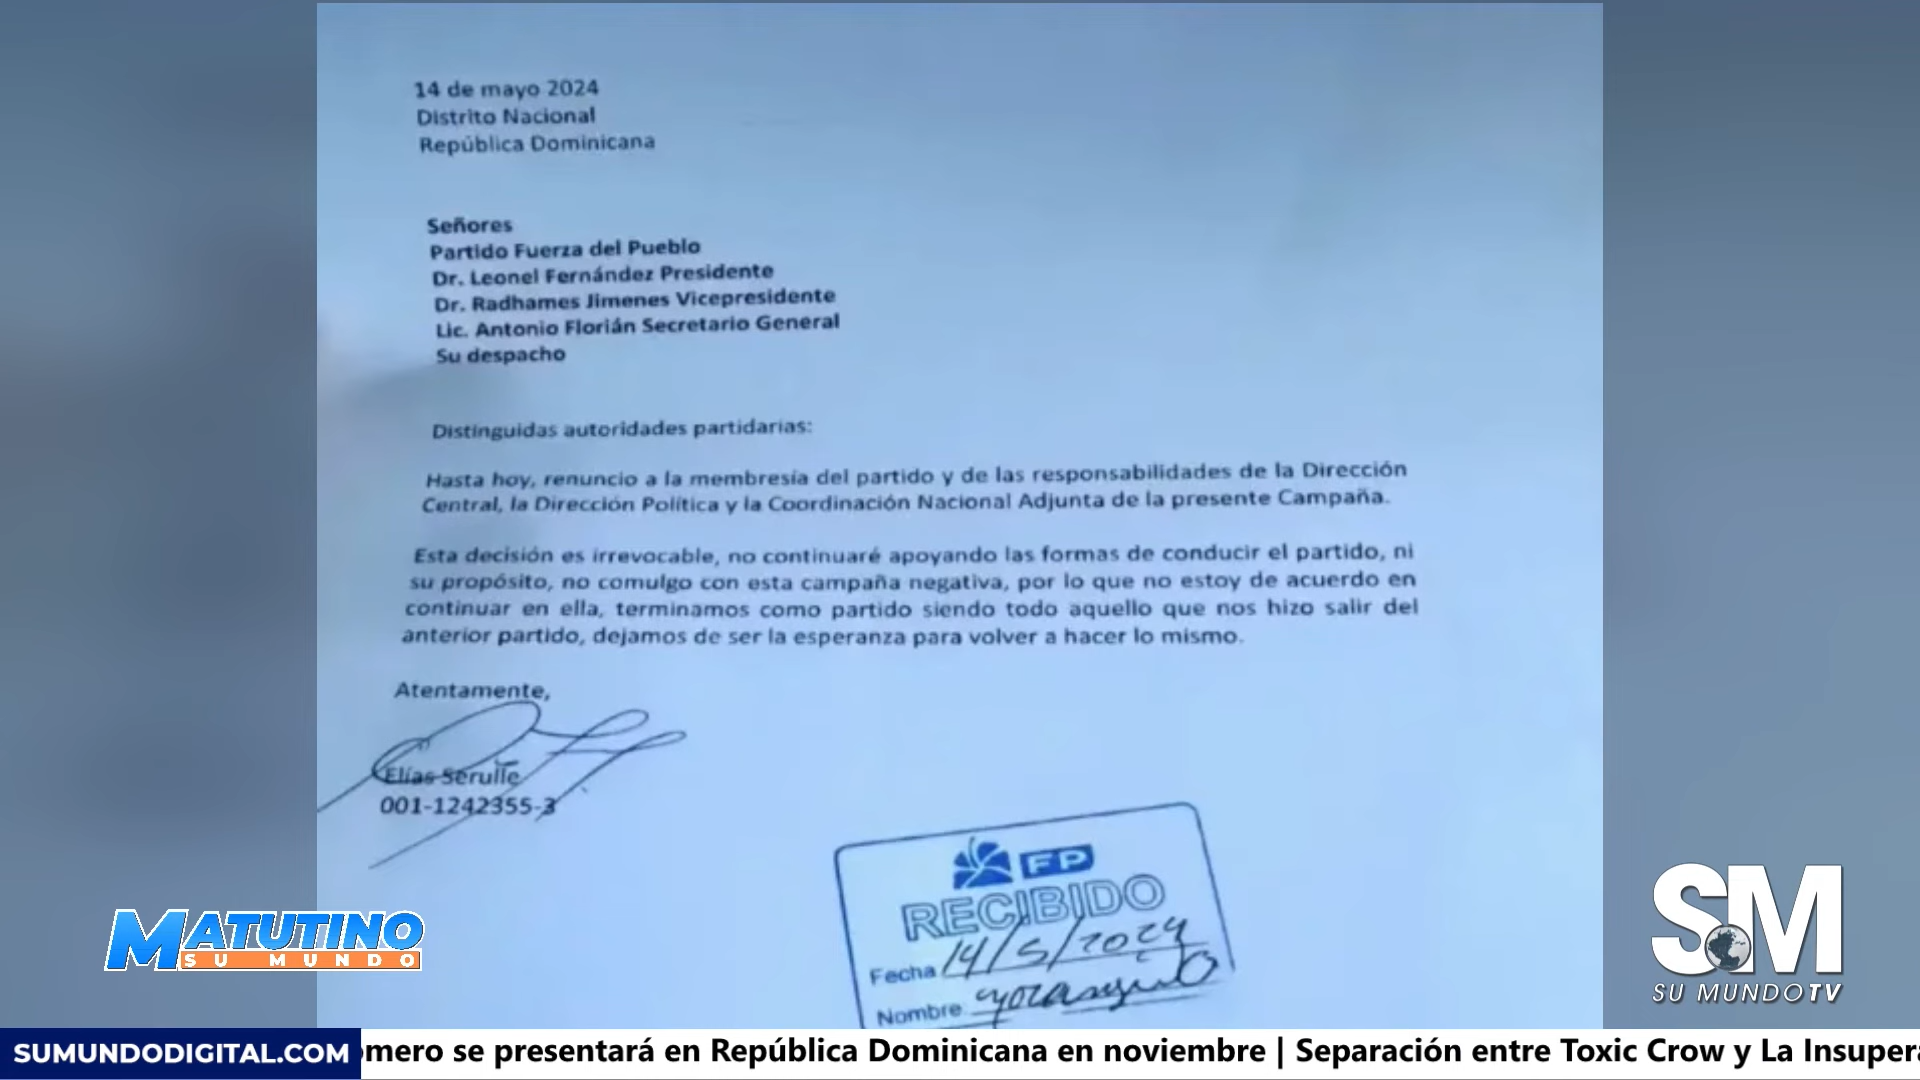 14 de mayo 2024
Distrito Nacional
República Dominicana
Señores
Partido Fuerza del Pueblo
Dr. Leonel Fernández Presidente
Dr. Radhames Jimenes Vicepresidente
Lic. Antonio Florián Secretario General
Su despacho
Distinguidas autoridades partidarias:
Hasta hoy, renuncio a la membresía del partido y de las responsabilidades de la Dirección
Central, la Dirección Política y la Coordinación Nacional Adjunta de la presente Campaña.
Esta decisión es irrevocable, no continuaré apoyando las formas de conducir el partido, ni
su propósito, no comulgo con esta campaña negativa, por lo que no estoy de acuerdo en
continuar en ella, terminamos como partido siendo todo aquello que nos hizo salir del
anterior partido, dejamos de ser la esperanza para volver a hacer lo mismo.
Atentamente,
Elías Serulle
001-1242355-3
FP
RECIBIDO
Fecha 14/5/2024
Nombre
MATUTINO
SU MUNDO
SM
SU MUNDO TV
SUMUNDODIGITAL.COM
omero se presentará en República Dominicana en noviembre | Separación entre Toxic Crow y La Insupera